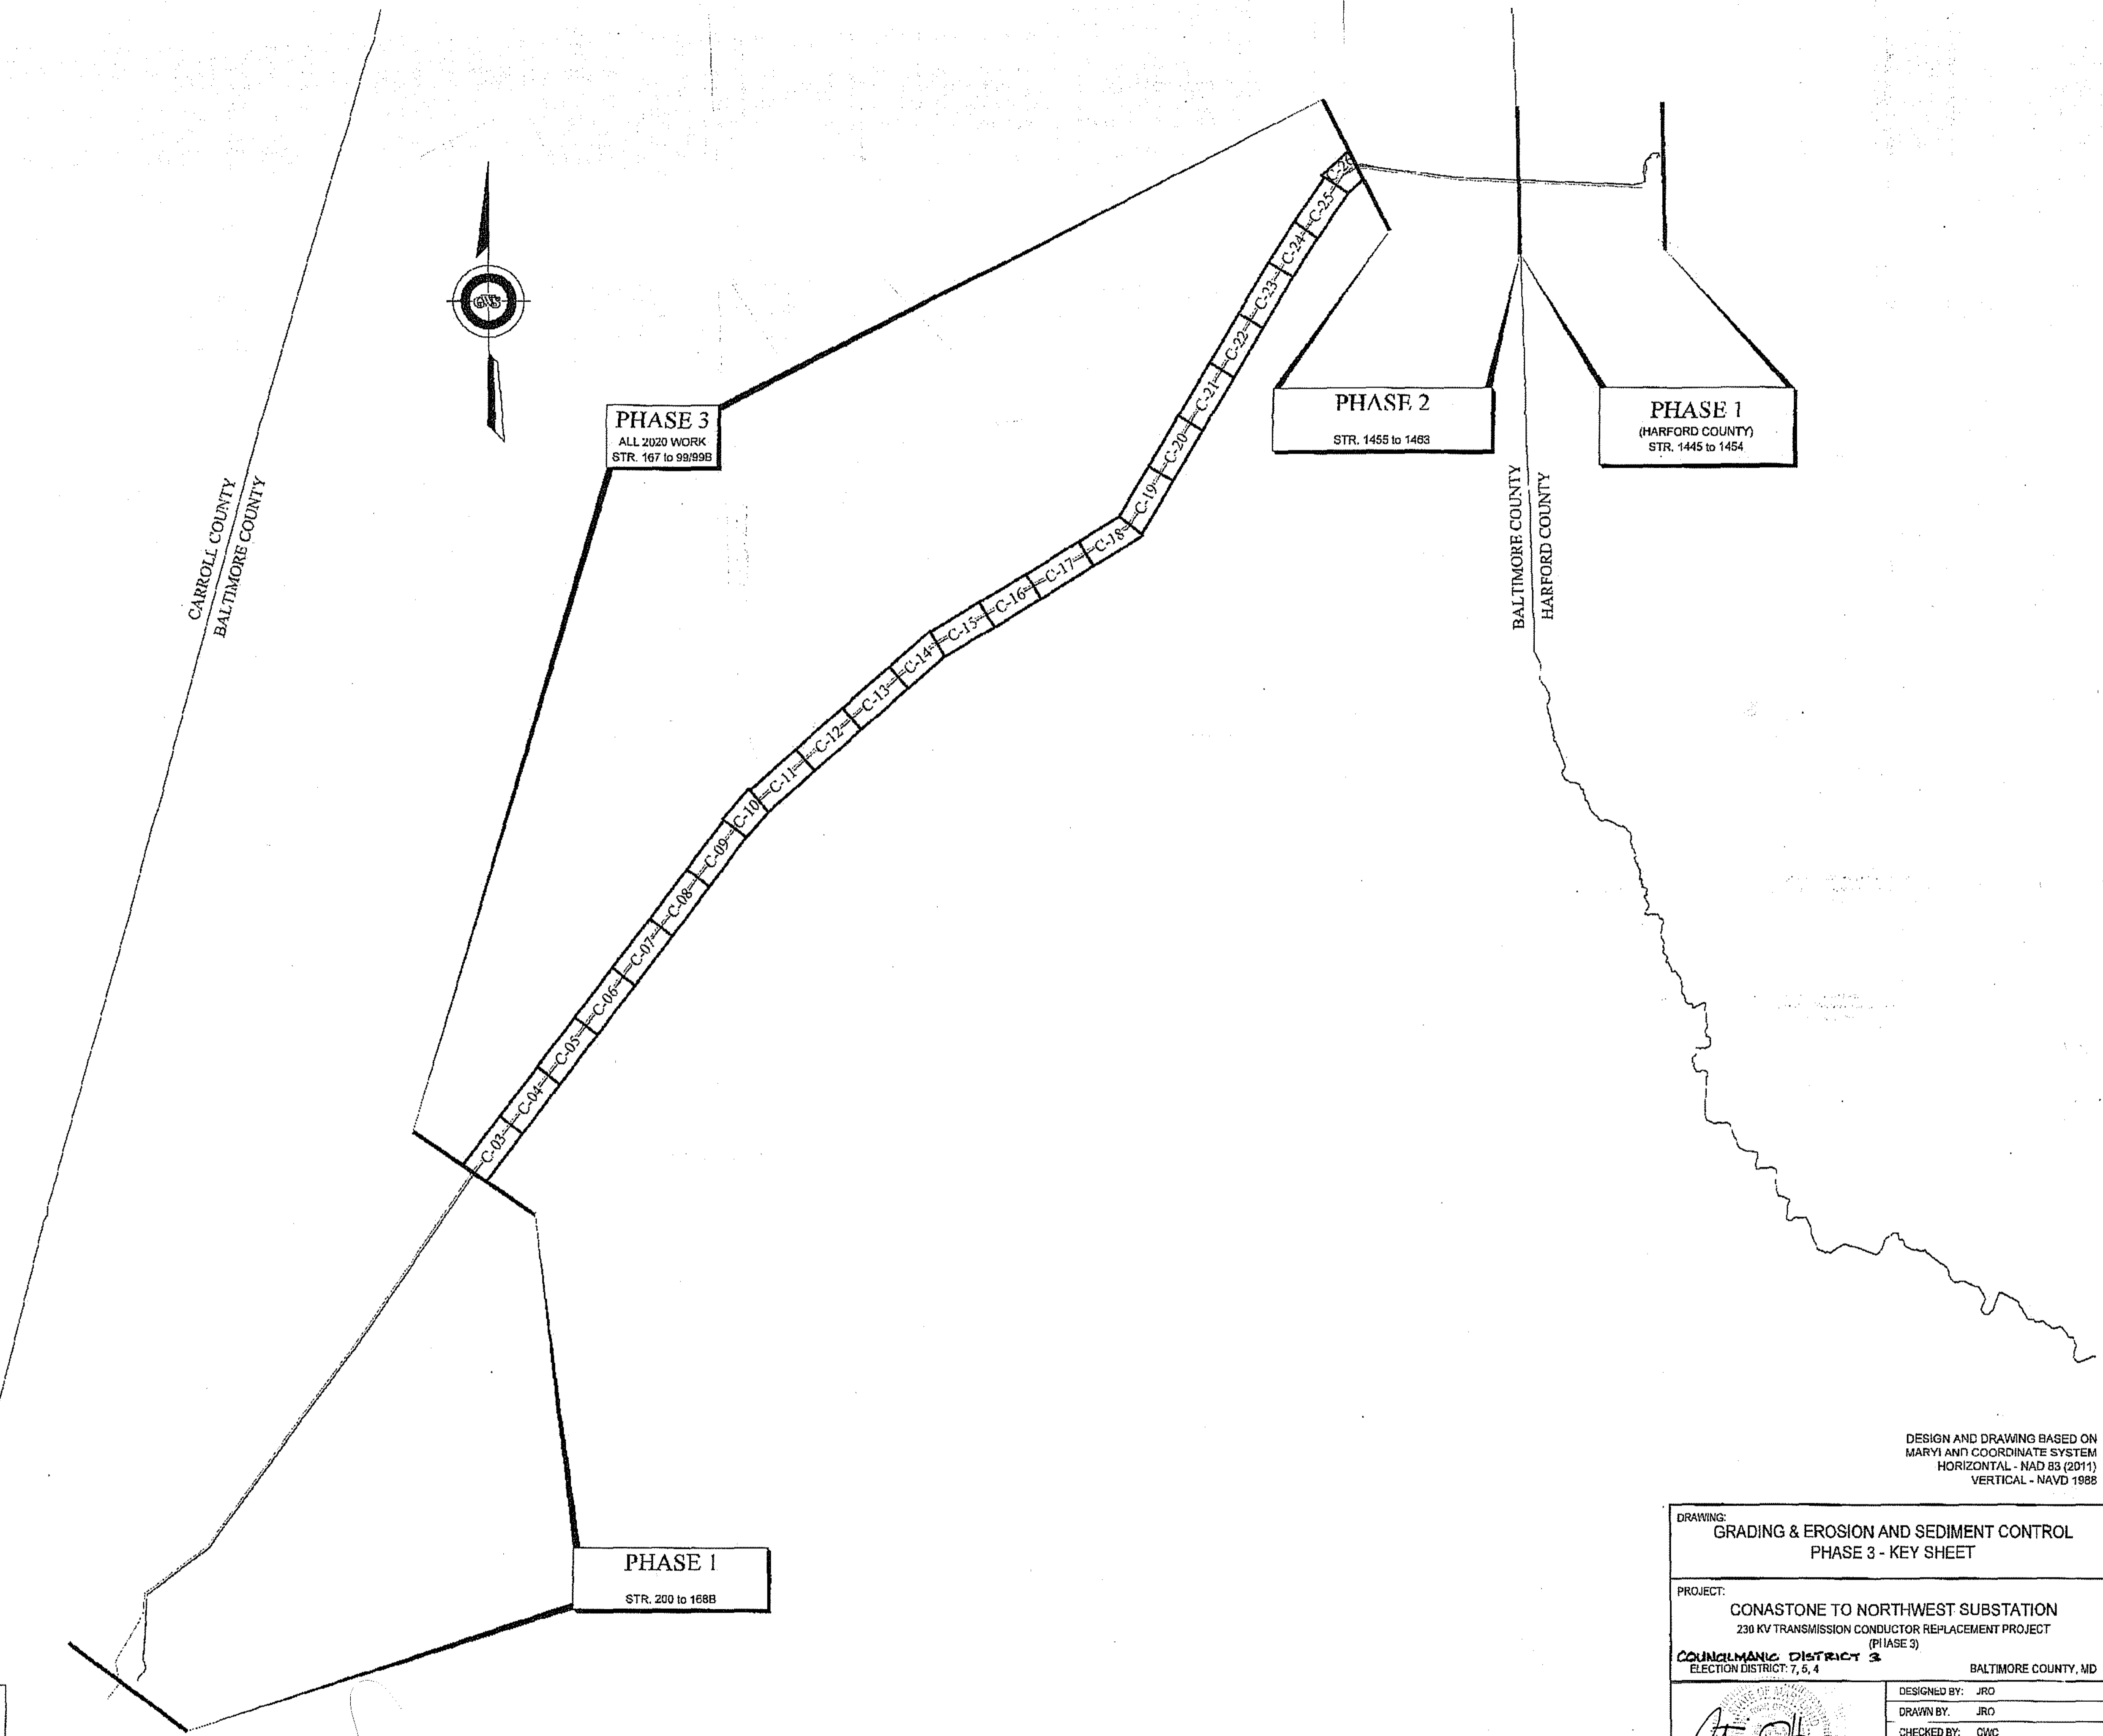 PHASE 3
ALL 2020 WORK
STR. 167 to 99/99B
PHASE 2
STR. 1455 to 1463
PHASE 1
(HARFORD COUNTY)
STR. 1445 to 1454
CARROLL COUNTY
BALTIMORE COUNTY
BALTIMORE COUNTY
HARFORD COUNTY
C-26
C-25
C-24
C-23
C-22
C-21
C-20
C-19
C-18
C-17
C-16
C-15
C-14
C-13
C-12
C-11
C-10
C-09
C-08
C-07
C-06
C-05
C-04
C-03
PHASE 1
STR. 200 to 168B
DESIGN AND DRAWING BASED ON
MARYLAND COORDINATE SYSTEM
HORIZONTAL - NAD 83 (2011)
VERTICAL - NAVD 1988
DRAWING:
GRADING & EROSION AND SEDIMENT CONTROL
PHASE 3 - KEY SHEET
PROJECT:
CONASTONE TO NORTHWEST SUBSTATION
230 KV TRANSMISSION CONDUCTOR REPLACEMENT PROJECT
(PHASE 3)
COUNCILMANIC DISTRICT 3
ELECTION DISTRICT: 7, 5, 4
BALTIMORE COUNTY, MD
DESIGNED BY: JRO
DRAWN BY. JRO
CHECKED BY: GWC